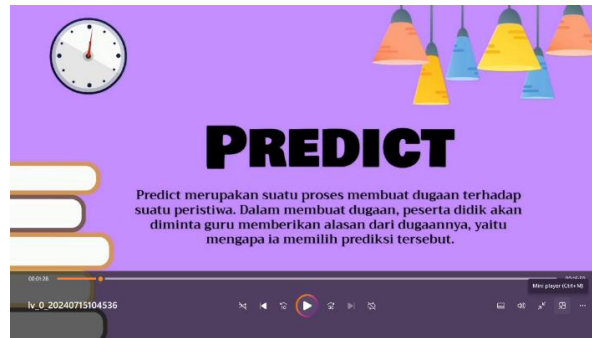 PREDICT
Predict merupakan suatu proses membuat dugaan terhadap
suatu peristiwa. Dalam membuat dugaan, peserta didik akan
diminta guru memberikan alasan dari dugaannya, yaitu
mengapa ia memilih prediksi tersebut.
00:01:26
Mini player (Ctrl+M)
lv_0_20240715104536